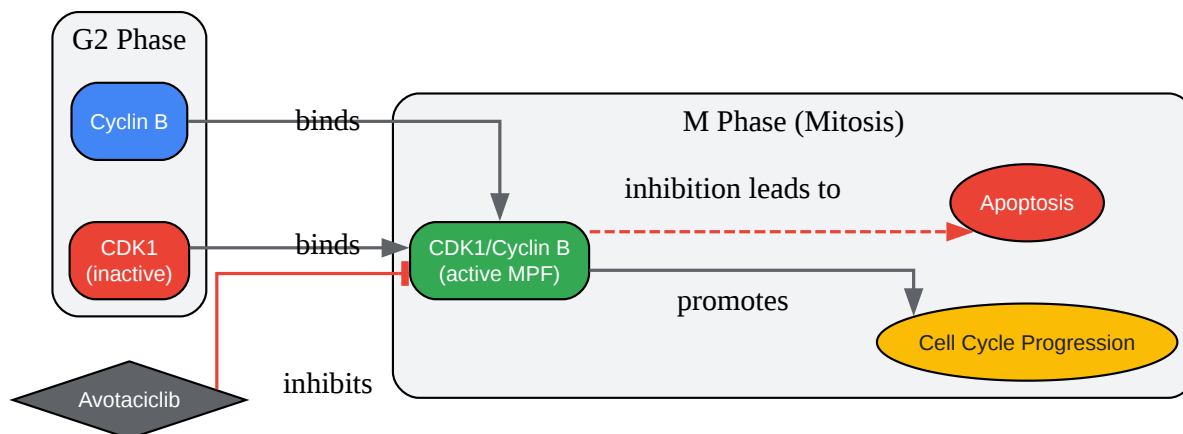 G2 Phase
Cyclin B
binds
M Phase (Mitosis)
inhibition leads to
Apoptosis
CDK1
(inactive)
binds
CDK1/Cyclin B
(active MPF)
promotes
Cell Cycle Progression
Avotaciclib
inhibits